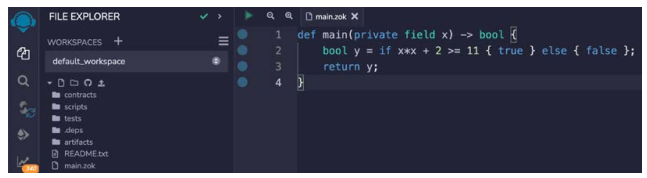 FILE EXPLORER
WORKSPACES +
default_workspace
contracts
scripts
tests
.deps
artifacts
README.txt
main.zok
main.zok X
1 def main(private field x) -> bool {
2 bool y = if x*x + 2 >= 11 { true } else { false };
3 return y;
4 }